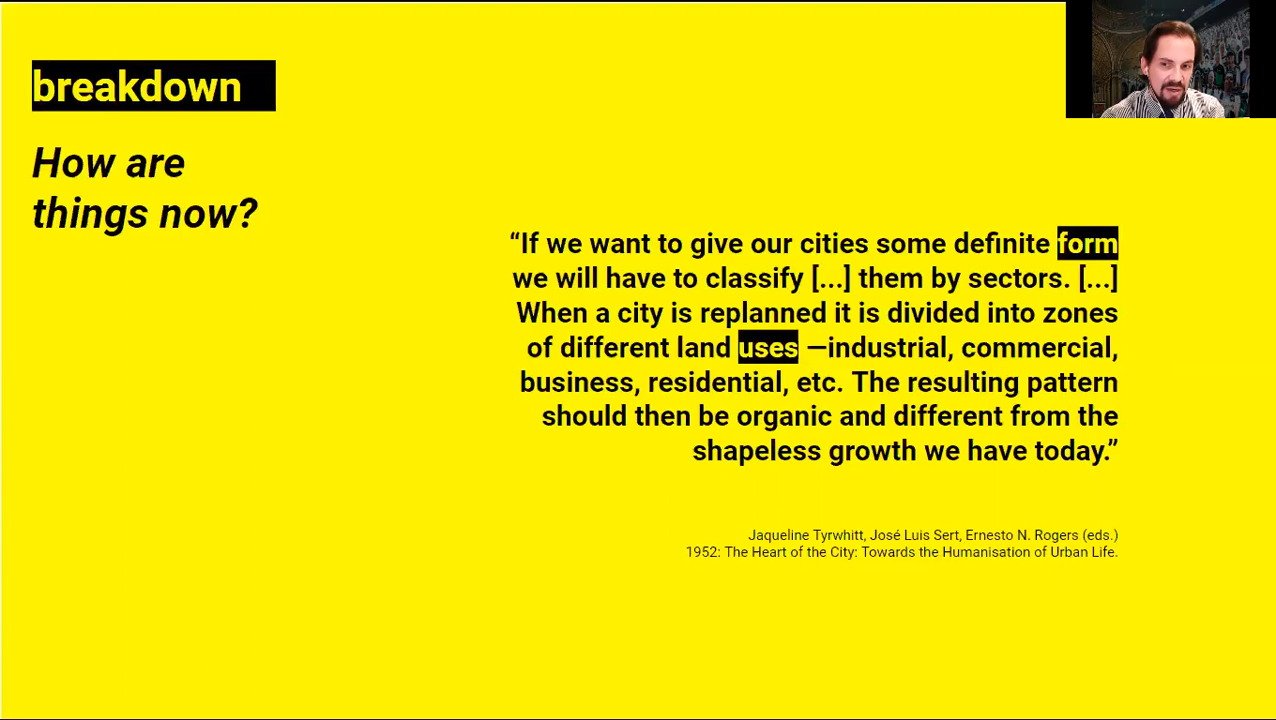 breakdown
How are
things now?
“If we want to give our cities some definite form
we will have to classify [...] them by sectors. [...]
When a city is replanned it is divided into zones
of different land uses —industrial, commercial,
business, residential, etc. The resulting pattern
should then be organic and different from the
shapeless growth we have today.”
Jaqueline Tyrwhitt, José Luis Sert, Ernesto N. Rogers (eds.)
1952: The Heart of the City: Towards the Humanisation of Urban Life.